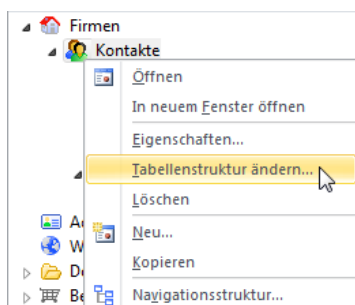 Firmen
Kontakte
Öffnen
In neuem Fenster öffnen
Eigenschaften...
Tabellenstruktur ändern...
Löschen
Neu...
Kopieren
Navigationsstruktur...